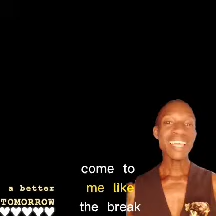 come to
me like
the break
a better
TOMORROW
🤍🤍🤍🤍🤍